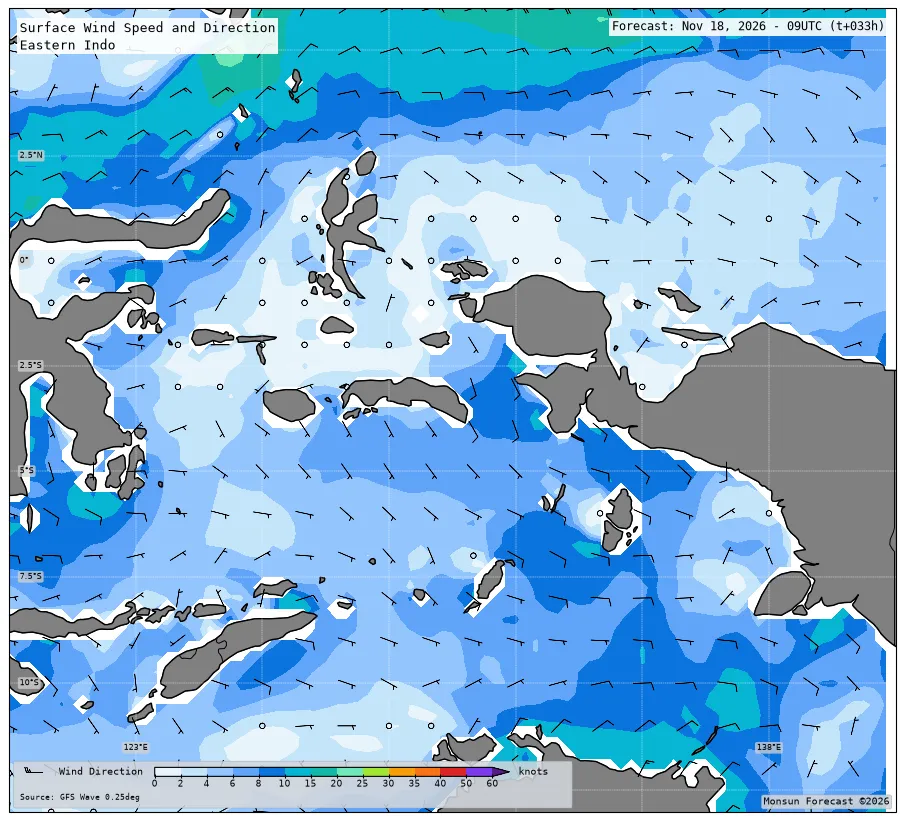 Surface Wind Speed and Direction
Eastern Indo
Forecast: Nov 18, 2026 - 09UTC (t+033h)
2.5°N
0°
2.5°S
5°S
7.5°S
10°S
123°E
138°E
Wind Direction
knots
0 2 4 6 8 10 15 20 25 30 35 40 50 60
Source: GFS Wave 0.25deg
Monsun Forecast ©2026